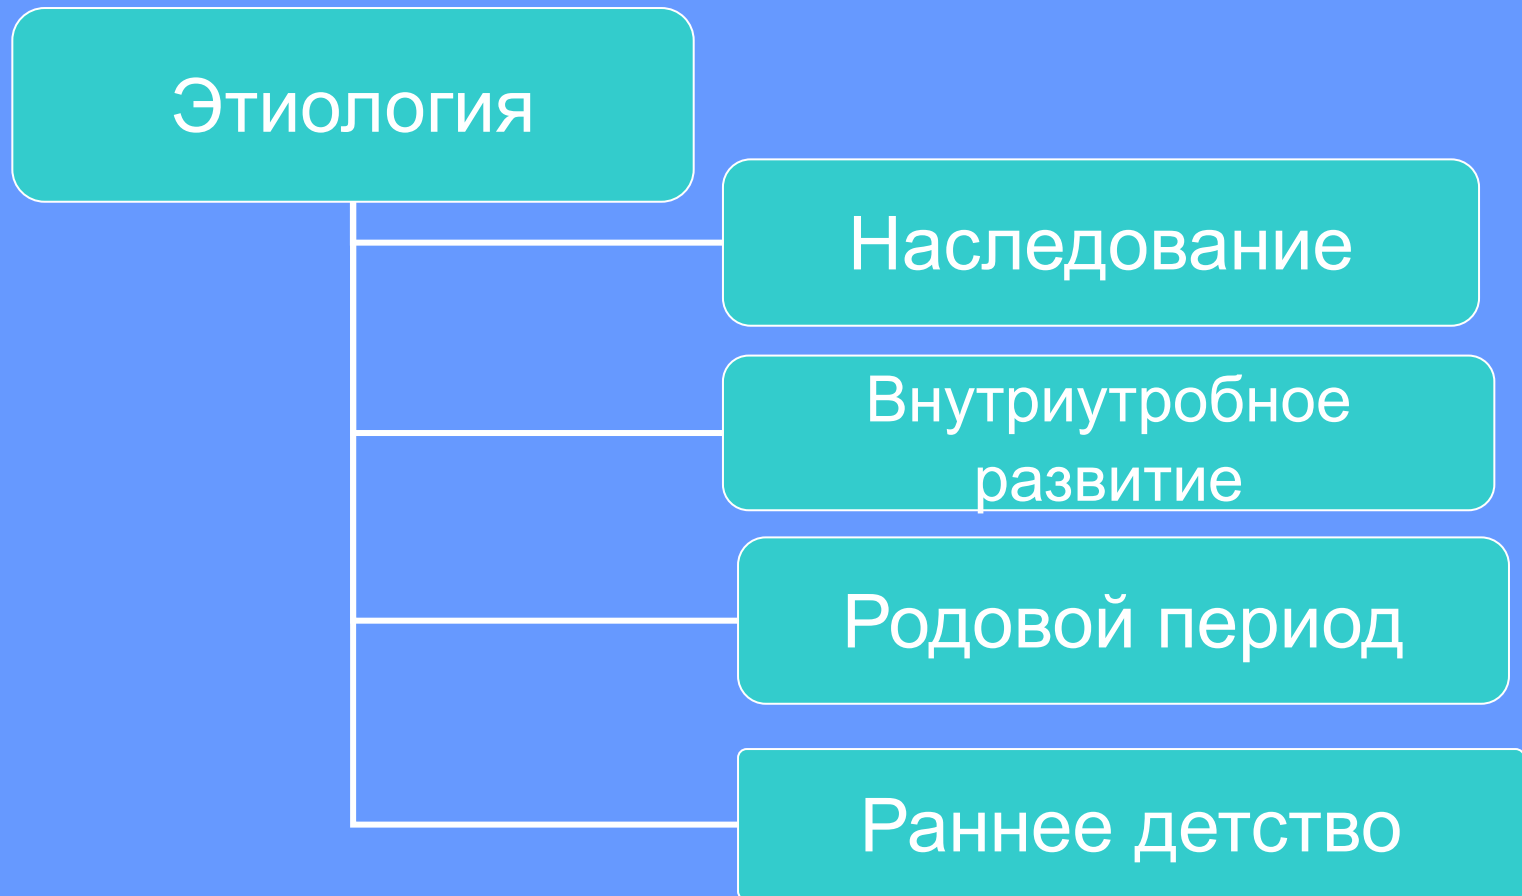 Этиология
Наследование
Внутриутробное
развитие
Родовой период
Раннее детство